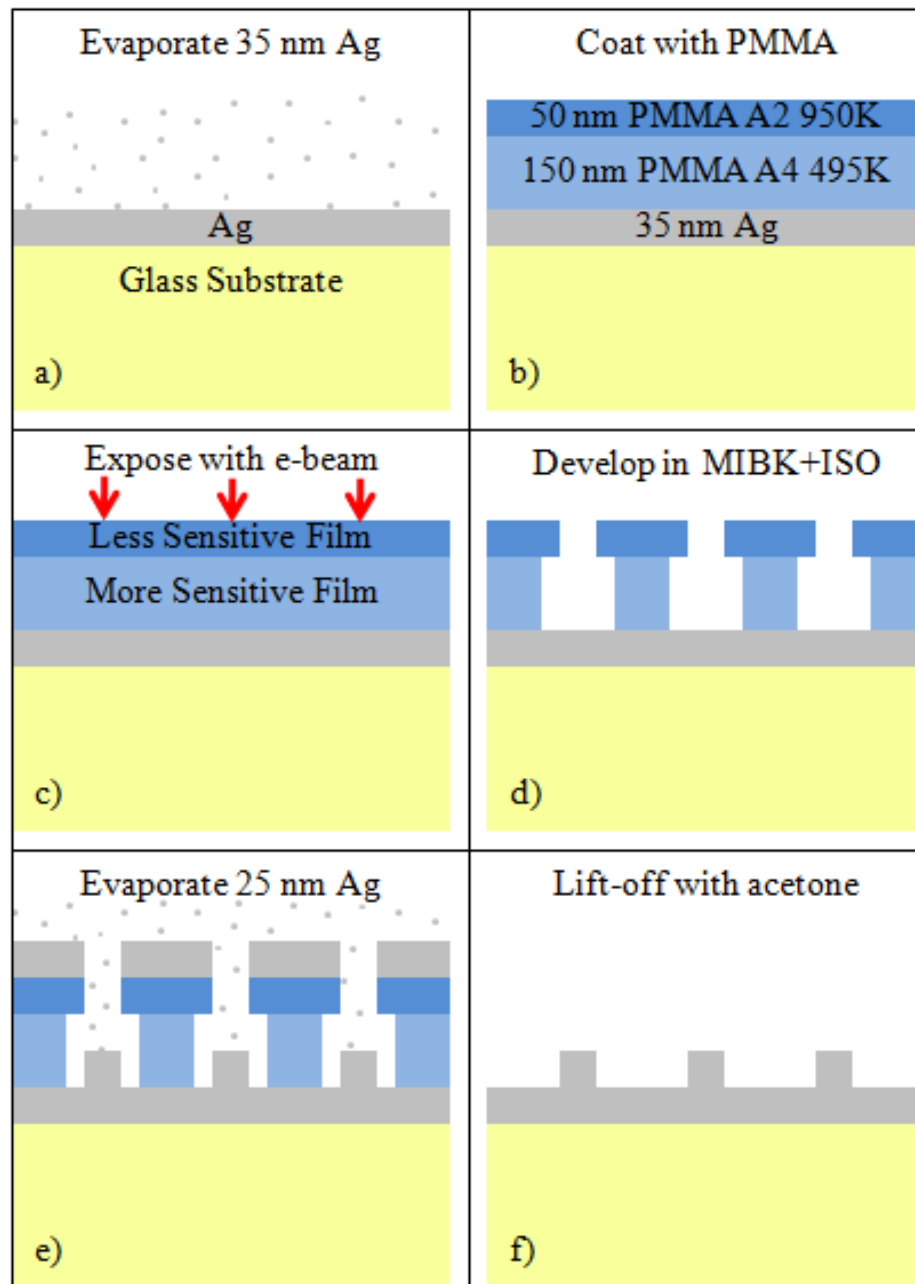 Evaporate 35 nm Ag
Ag
Glass Substrate
a)
Coat with PMMA
50 nm PMMA A2 950K
150 nm PMMA A4 495K
35 nm Ag
b)
Expose with e-beam
Less Sensitive Film
More Sensitive Film
c)
Develop in MIBK+ISO
d)
Evaporate 25 nm Ag
e)
Lift-off with acetone
f)